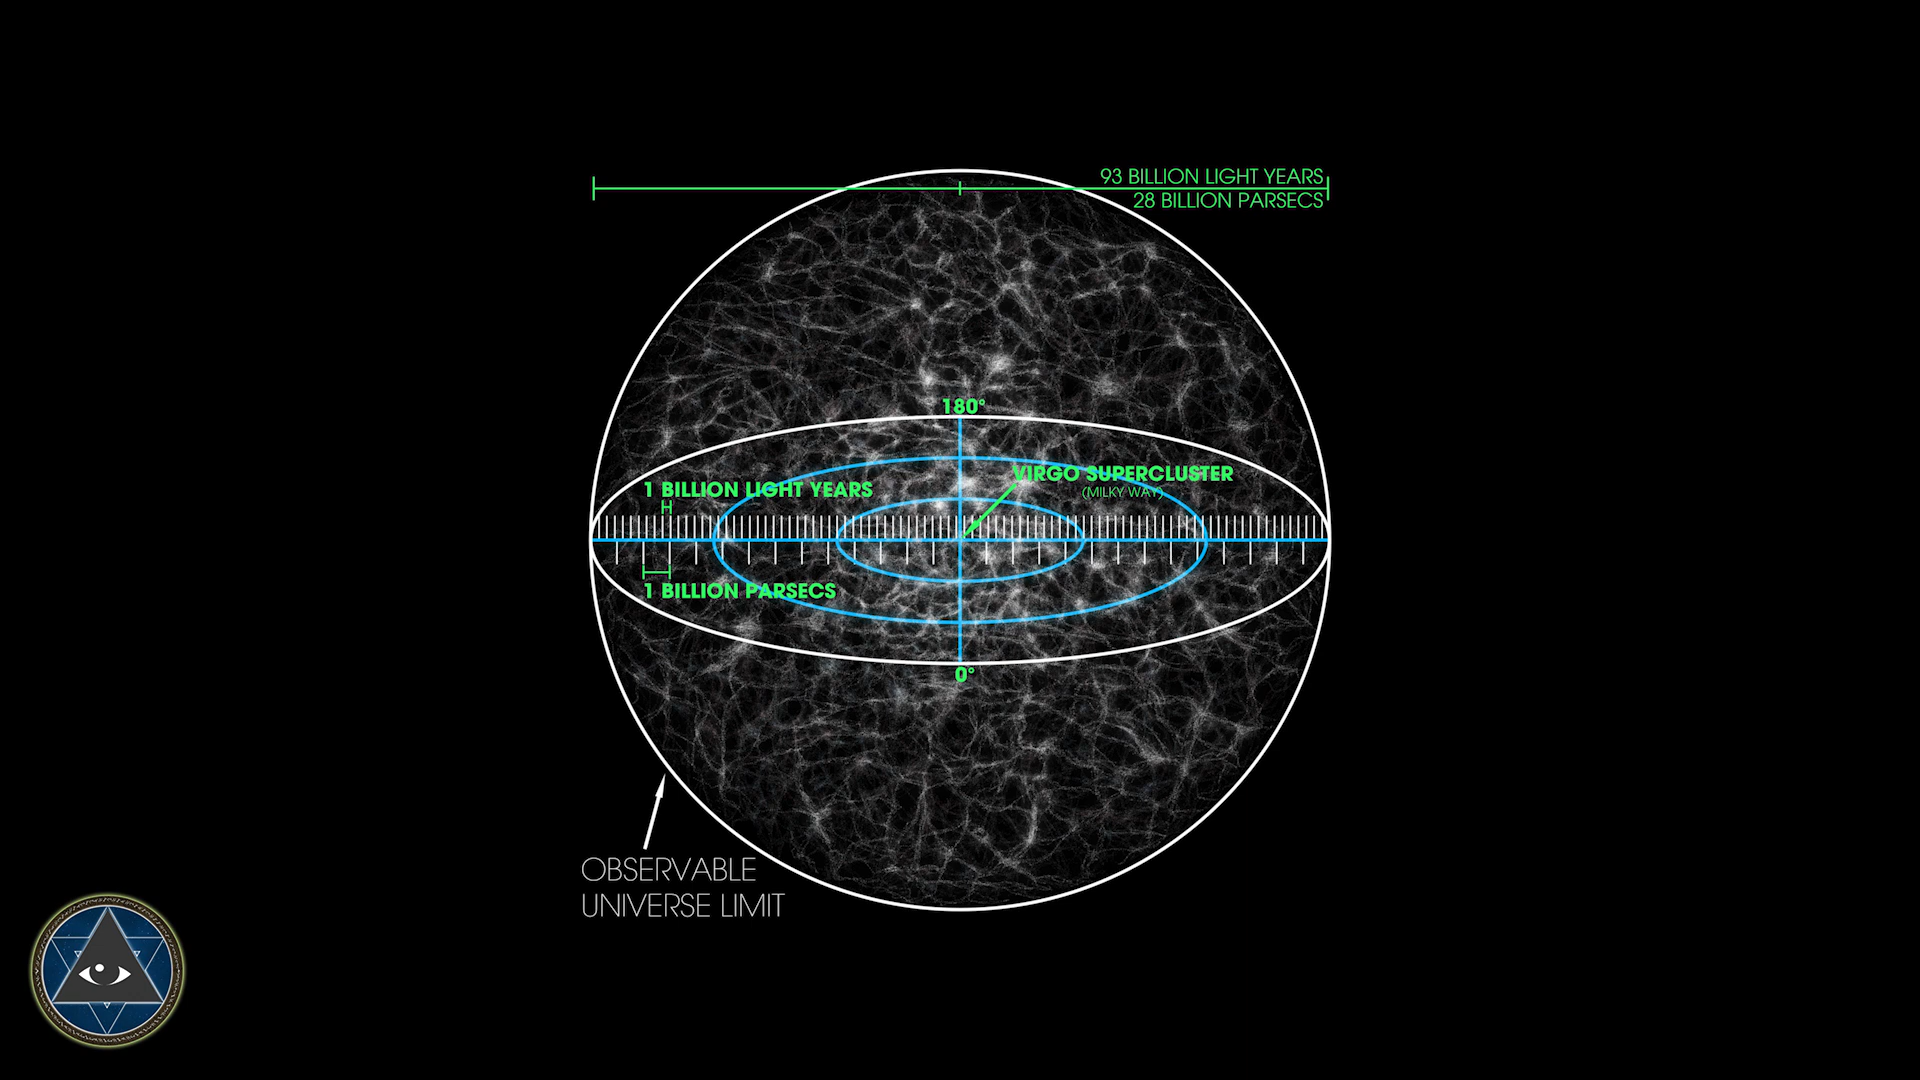 93 BILLION LIGHT YEARS
28 BILLION PARSECS
180°
VIRGO SUPERCLUSTER
(MILKY WAY)
1 BILLION LIGHT YEARS
1 BILLION PARSECS
0°
OBSERVABLE
UNIVERSE LIMIT